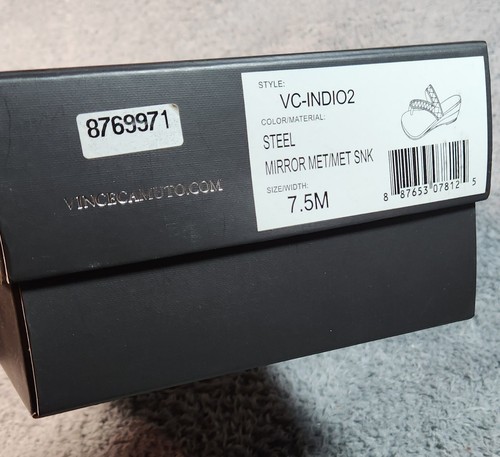 8769971
VINCECAMUTO.COM
STYLE:
VC-INDIO2
COLOR/MATERIAL:
STEEL
MIRROR MET/MET SNK
SIZE/WIDTH:
7.5M
8 87653 07812 5